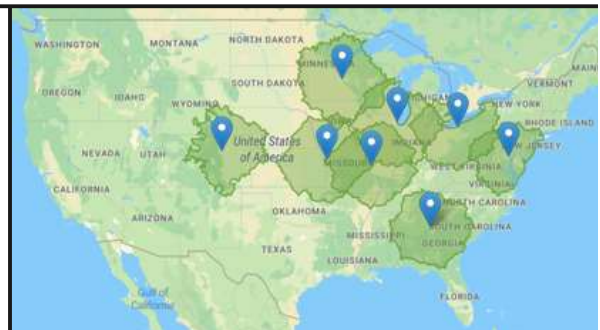 WASHINGTON
MONTANA
NORTH DAKOTA
MINNES
OREGON
IDAHO
SOUTH DAKOTA
WYOMING
MICHIGAN
MAINE
VERMONT
NEW YORK
RHODE ISLAND
NEVADA
UTAH
United States
of America
INDIANA
MISSOURI
NEW JERSEY
WEST VIRGINIA
VIRGINIA
CALIFORNIA
ARIZONA
OKLAHOMA
NORTH CAROLINA
SOUTH CAROLINA
TEXAS
MISSISSIPPI
GEORGIA
LOUISIANA
Gulf of
California
FLORIDA